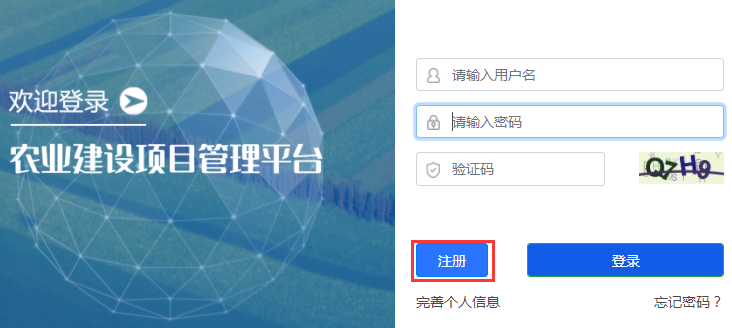 欢迎登录
农业建设项目管理平台
请输入用户名
请输入密码
验证码
QzHg
注册
登录
完善个人信息
忘记密码？